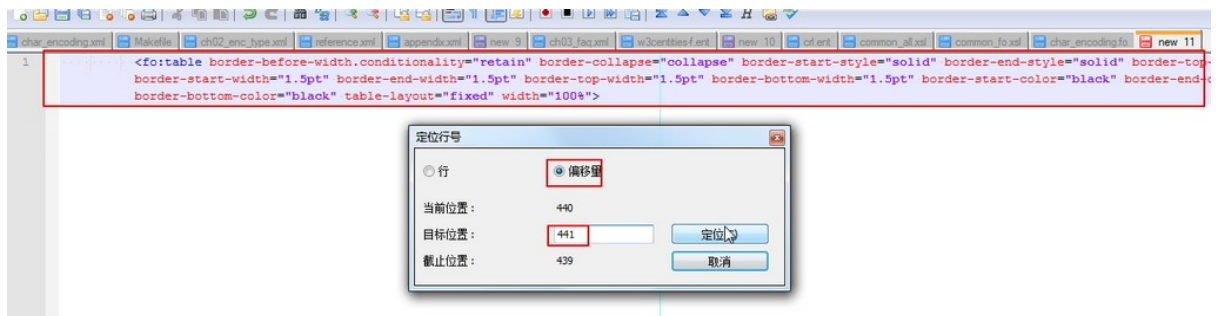 char_encoding.xml Makefile ch02_enc_type.xml reference.xml appendix.xml new 9 ch03_faq.xml w3centities-f.ent new 10 crl.ent common_all.xsl common_fo.xsl char_encoding.fo new 11
1 <fo:table border-before-width.conditionality="retain" border-collapse="collapse" border-start-style="solid" border-end-style="solid" border-top-
border-start-width="1.5pt" border-end-width="1.5pt" border-top-width="1.5pt" border-bottom-width="1.5pt" border-start-color="black" border-end-
border-bottom-color="black" table-layout="fixed" width="100%">
定位行号
行 偏移量
当前位置： 440
目标位置： 441 定位
截止位置： 439 取消